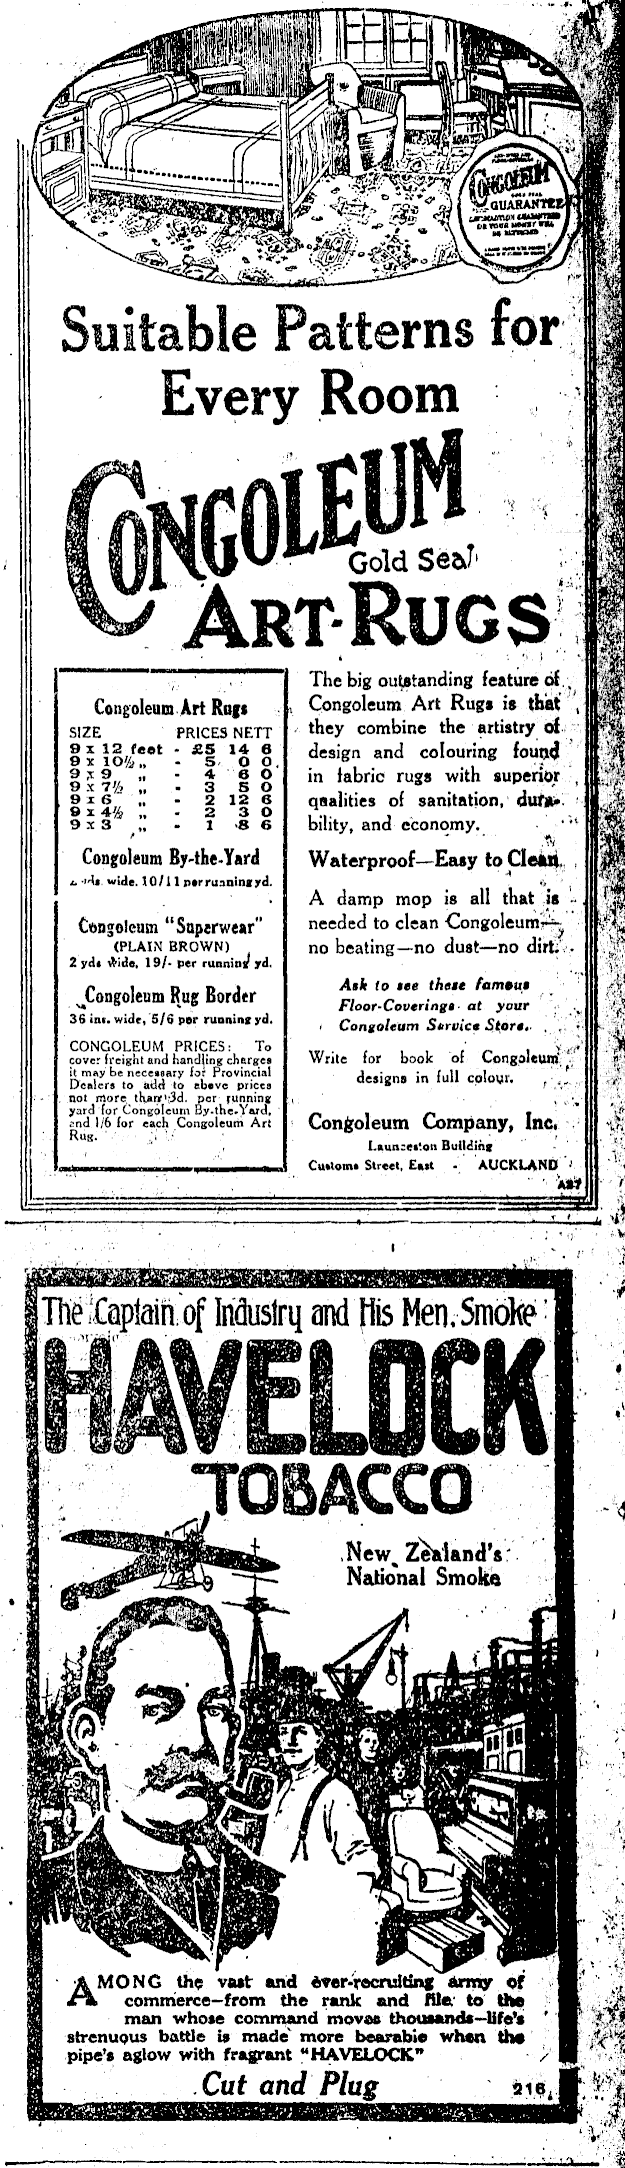 CONGOLEUM
GOLD SEAL
GUARANTEE
SATISFACTION GUARANTEED
OR YOUR MONEY WILL
BE REFUNDED
Suitable Patterns for
Every Room
CONGOLEUM
Gold Seal
ART-RUGS
Congoleum Art Rugs
SIZE PRICES NETT
9 x 12 feet - £5 14 6
9 x 10½ „ - 5 0 0
9 x 9 „ - 4 6 0
9 x 7½ „ - 3 5 0
9 x 6 „ - 2 12 6
9 x 4½ „ - 2 3 0
9 x 3 „ - 1 8 6
Congoleum By-the-Yard
wide. 10/11 per running yd.
Congoleum "Superwear"
(PLAIN BROWN)
2 yds wide, 19/- per running yd.
Congoleum Rug Border
36 ins. wide, 5/6 per running yd.
CONGOLEUM PRICES: To
cover freight and handling charges
it may be necessary for Provincial
Dealers to add to above prices
not more than 3d. per running
yard for Congoleum By-the-Yard,
and 1/6 for each Congoleum Art
Rug.
The big outstanding feature of
Congoleum Art Rugs is that
they combine the artistry of
design and colouring found
in fabric rugs with superior
qualities of sanitation, dura-
bility, and economy.
Waterproof—Easy to Clean
A damp mop is all that is
needed to clean Congoleum—
no beating—no dust—no dirt.
Ask to see these famous
Floor-Coverings at your
Congoleum Service Store.
Write for book of Congoleum
designs in full colour.
Congoleum Company, Inc.
Launceston Building
Customs Street, East - AUCKLAND
A27
The Captain of Industry and His Men, Smoke
HAVELOCK
TOBACCO
New Zealand's
National Smoke
AMONG the vast and ever-recruiting army of
commerce—from the rank and file to the
man whose command moves thousands—life's
strenuous battle is made more bearable when the
pipe's aglow with fragrant "HAVELOCK"
Cut and Plug
216